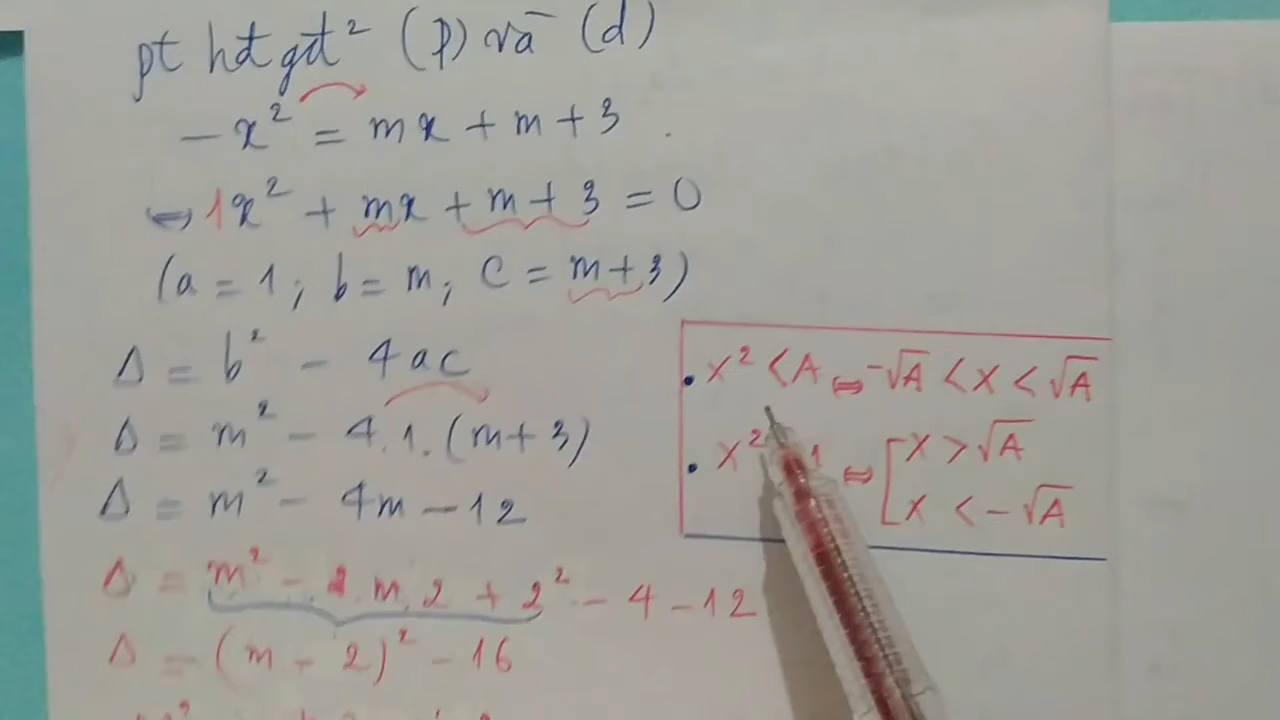 pt hđ gđ² (P) và (d)
-x² = mx + m + 3
⇔ 1x² + mx + m + 3 = 0
(a = 1; b = m; c = m+3)
Δ = b² - 4ac
Δ = m² - 4.1.(m+3)
Δ = m² - 4m - 12
Δ = m² - 2.m.2 + 2² - 4 - 12
Δ = (m - 2)² - 16
. x² < A ⇔ -√A < x < √A
. x² ⇔ [ x > √A
x < -√A